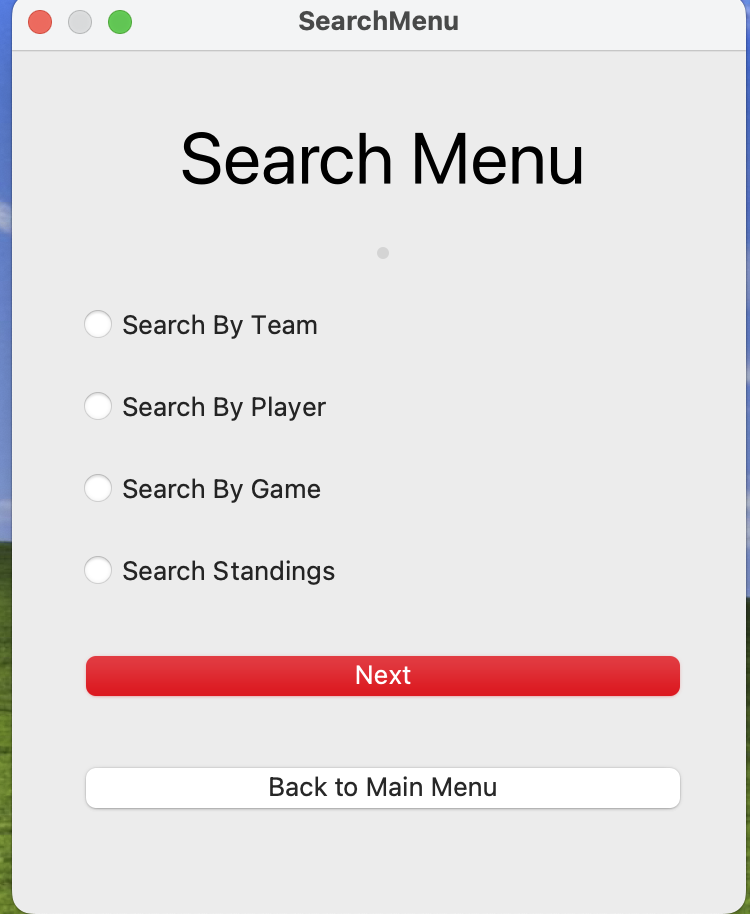 SearchMenu
Search Menu
Search By Team
Search By Player
Search By Game
Search Standings
Next
Back to Main Menu